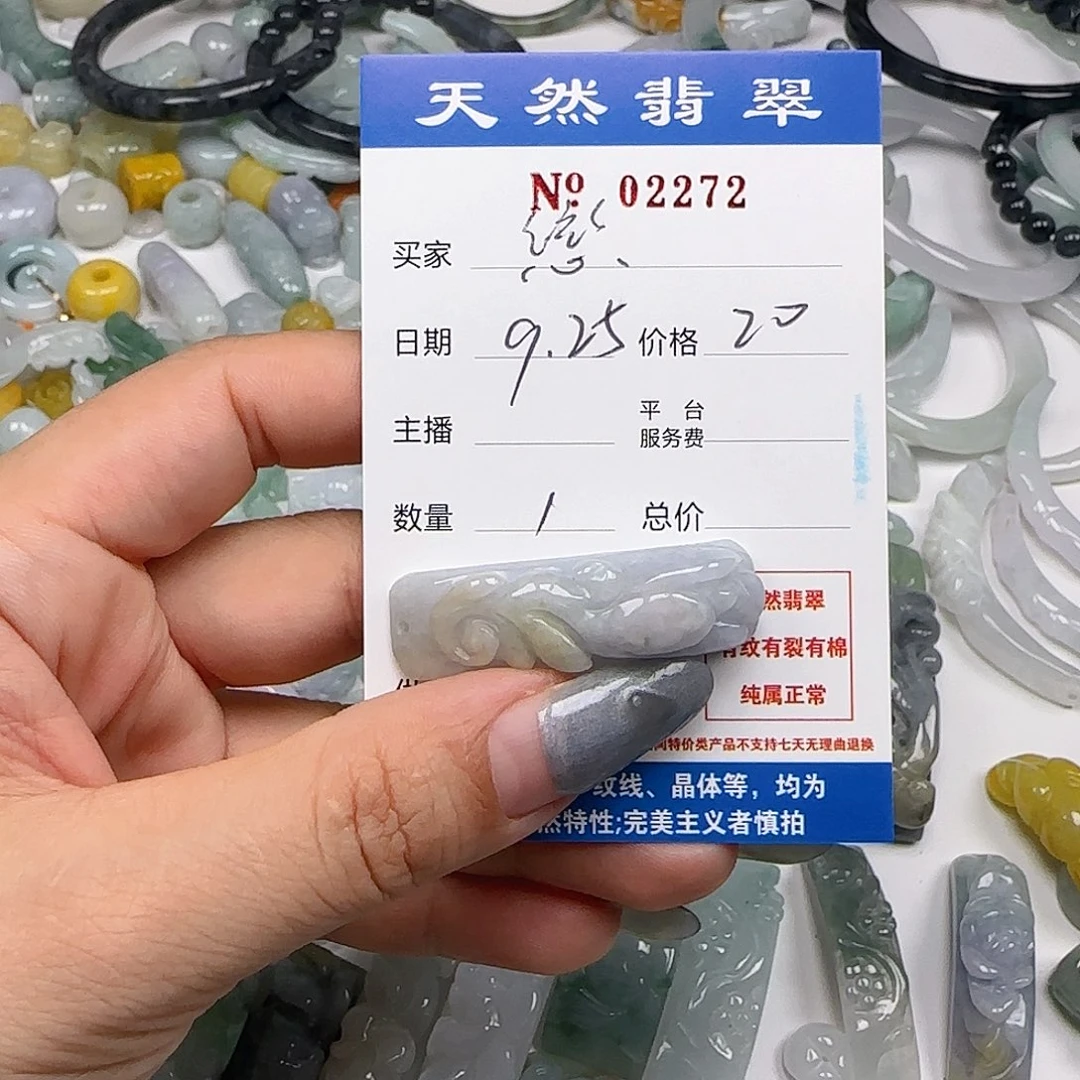 天然翡翠
№ 02272
买家
日期 9.25 价格 20
主播 平台服务费
数量 1 总价
然翡翠
有纹有裂有棉
纯属正常
特价类产品不支持七天无理由退换
纹线、晶体等，均为
然特性;完美主义者慎拍